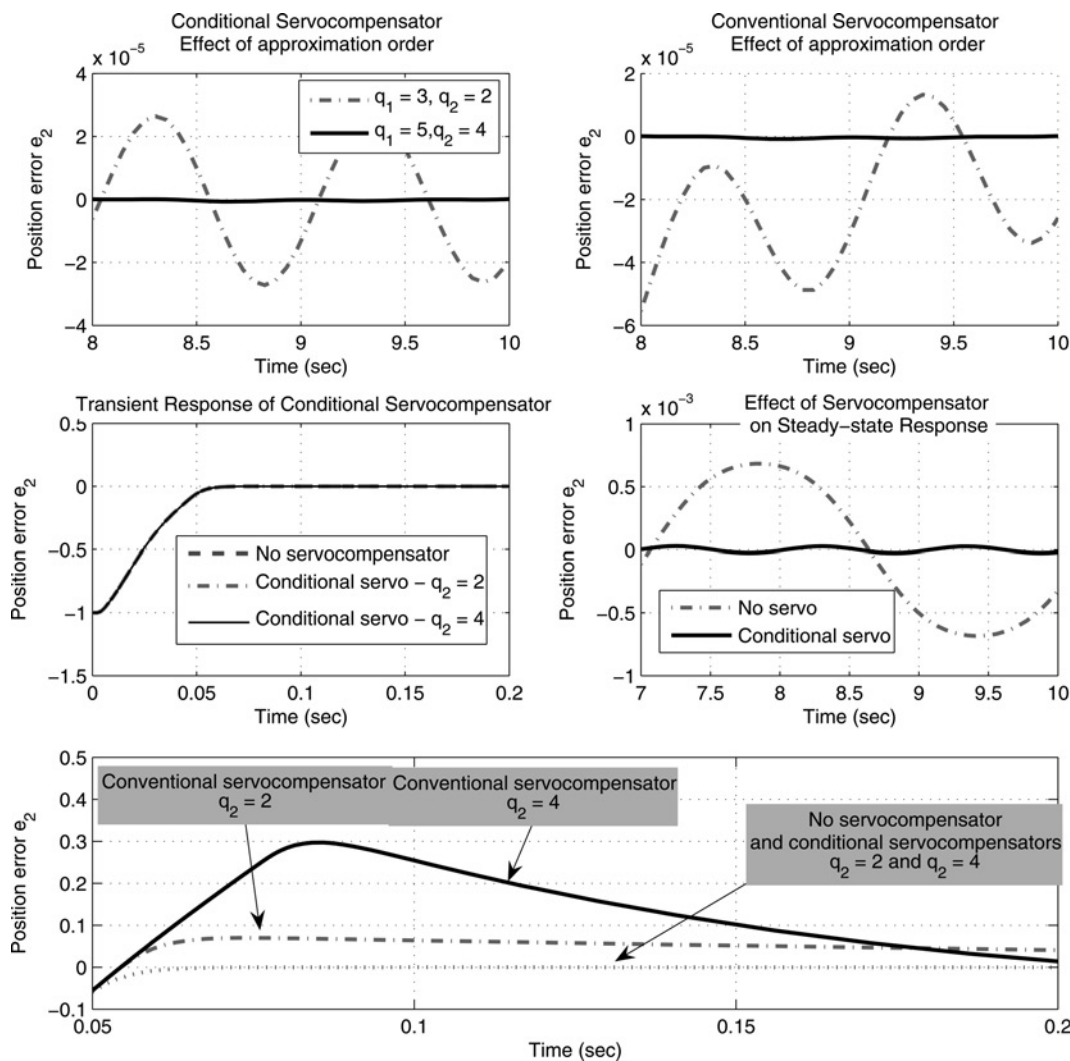 Conditional Servocompensator
Effect of approximation order
x 10⁻⁵
4
2
0
−2
−4
Position error e₂
q₁ = 3, q₂ = 2
q₁ = 5,q₂ = 4
8
8.5
9
9.5
10
Time (sec)
Conventional Servocompensator
Effect of approximation order
x 10⁻⁵
2
0
−2
−4
−6
Position error e₂
8
8.5
9
9.5
10
Time (sec)
Transient Response of Conditional Servocompensator
0.5
0
−0.5
−1
−1.5
Position error e₂
No servocompensator
Conditional servo − q₂ = 2
Conditional servo − q₂ = 4
0
0.05
0.1
0.15
0.2
Time (sec)
Effect of Servocompensator
on Steady−state Response
x 10⁻³
1
0.5
0
−0.5
−1
Position error e₂
No servo
Conditional servo
7
7.5
8
8.5
9
9.5
10
Time (sec)
0.5
0.4
0.3
0.2
0.1
0
−0.1
Position error e₂
Conventional servocompensator
q₂ = 2
Conventional servocompensator
q₂ = 4
No servocompensator
and conditional servocompensators
q₂ = 2 and q₂ = 4
0.05
0.1
0.15
0.2
Time (sec)